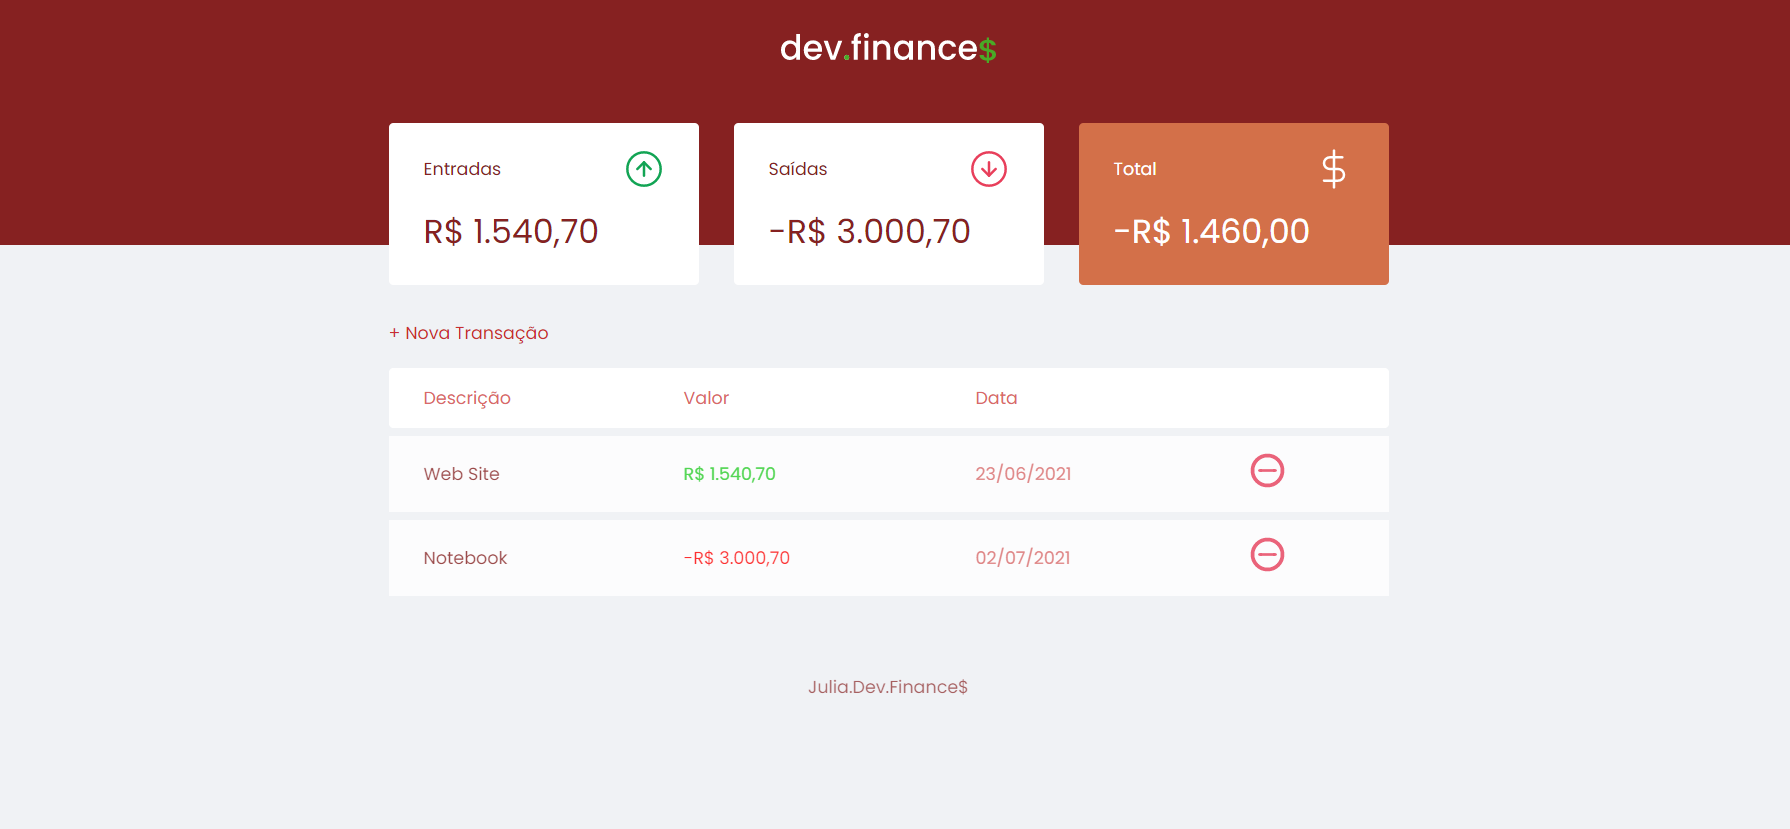 dev.finance$
Entradas
R$ 1.540,70
Saídas
-R$ 3.000,70
Total
$
-R$ 1.460,00
+ Nova Transação
Descrição Valor Data
Web Site R$ 1.540,70 23/06/2021
Notebook -R$ 3.000,70 02/07/2021
Julia.Dev.Finance$